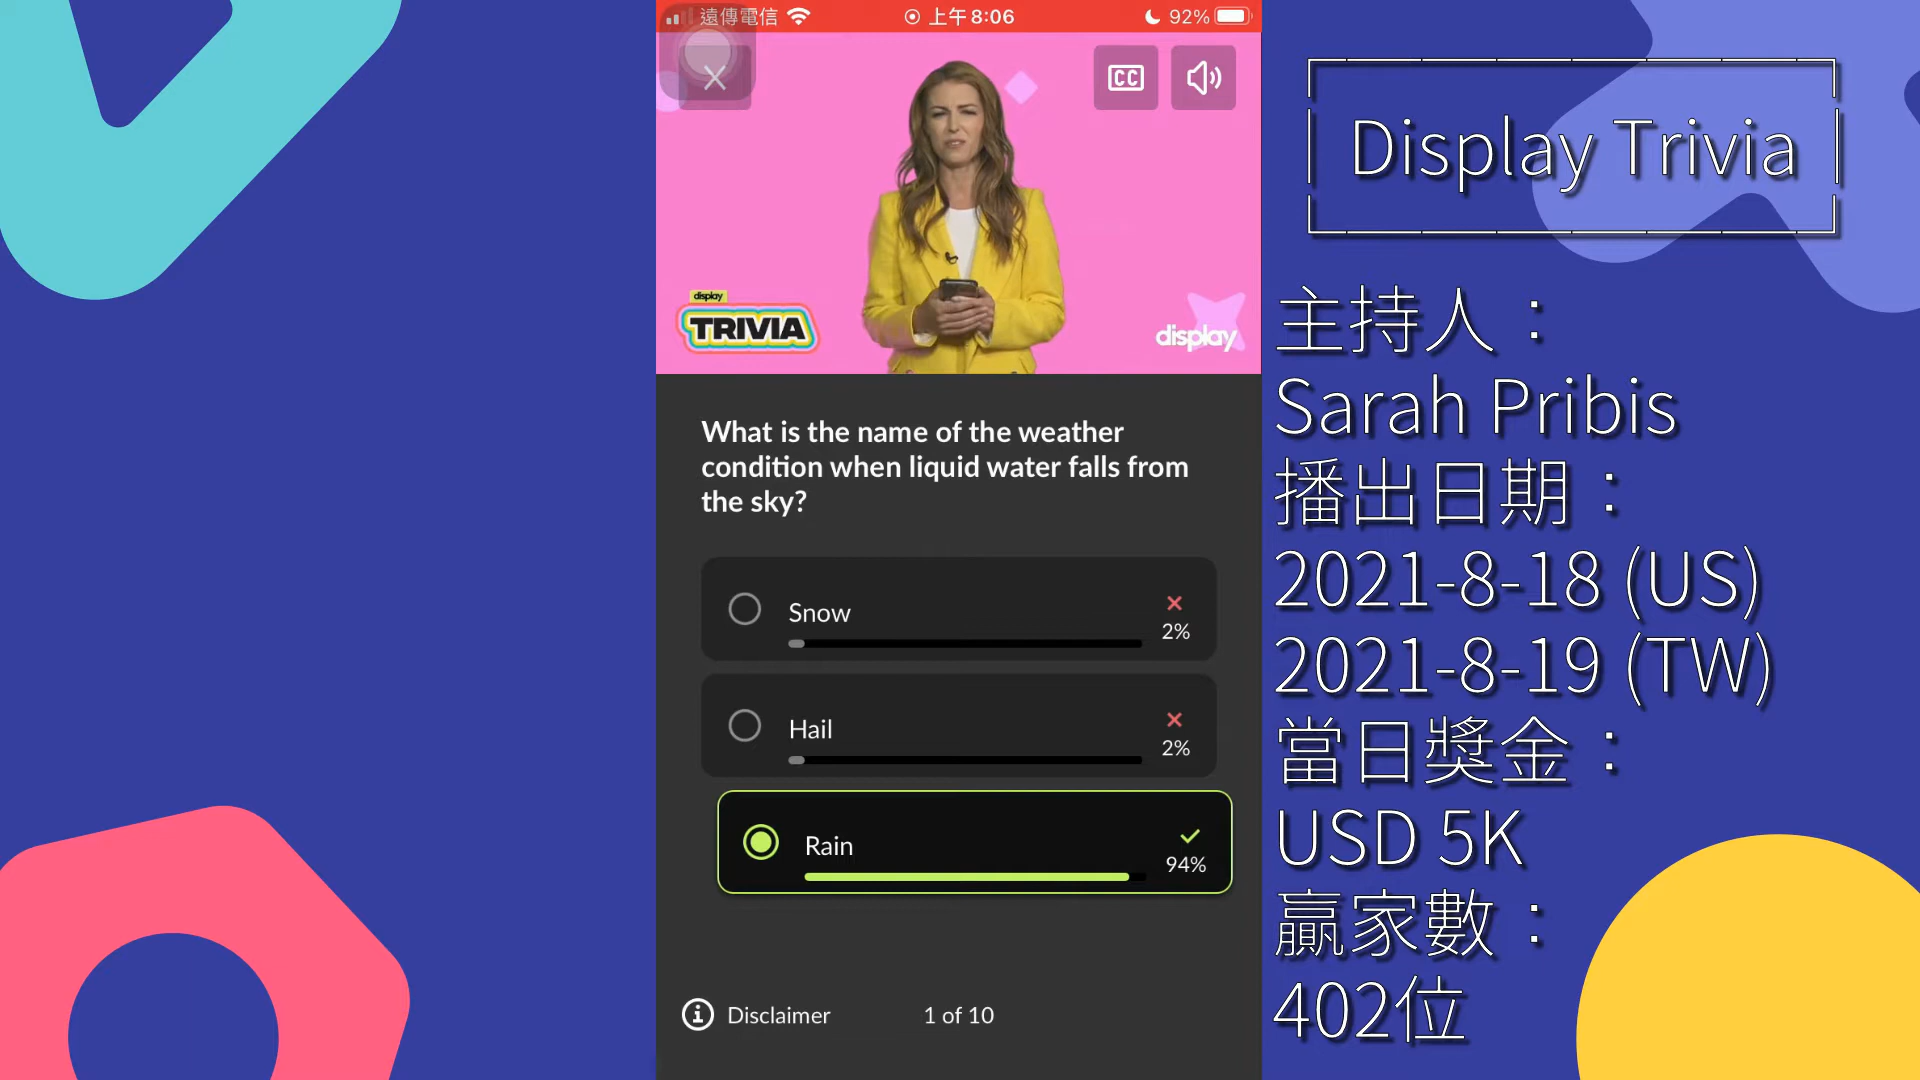 遠傳電信
上午8:06
92%
CC
display
TRIVIA
display
What is the name of the weather
condition when liquid water falls from
the sky?
Snow
2%
Hail
2%
Rain
94%
Disclaimer
1 of 10
Display Trivia
主持人：
Sarah Pribis
播出日期：
2021-8-18 (US)
2021-8-19 (TW)
當日獎金：
USD 5K
贏家數：
402位